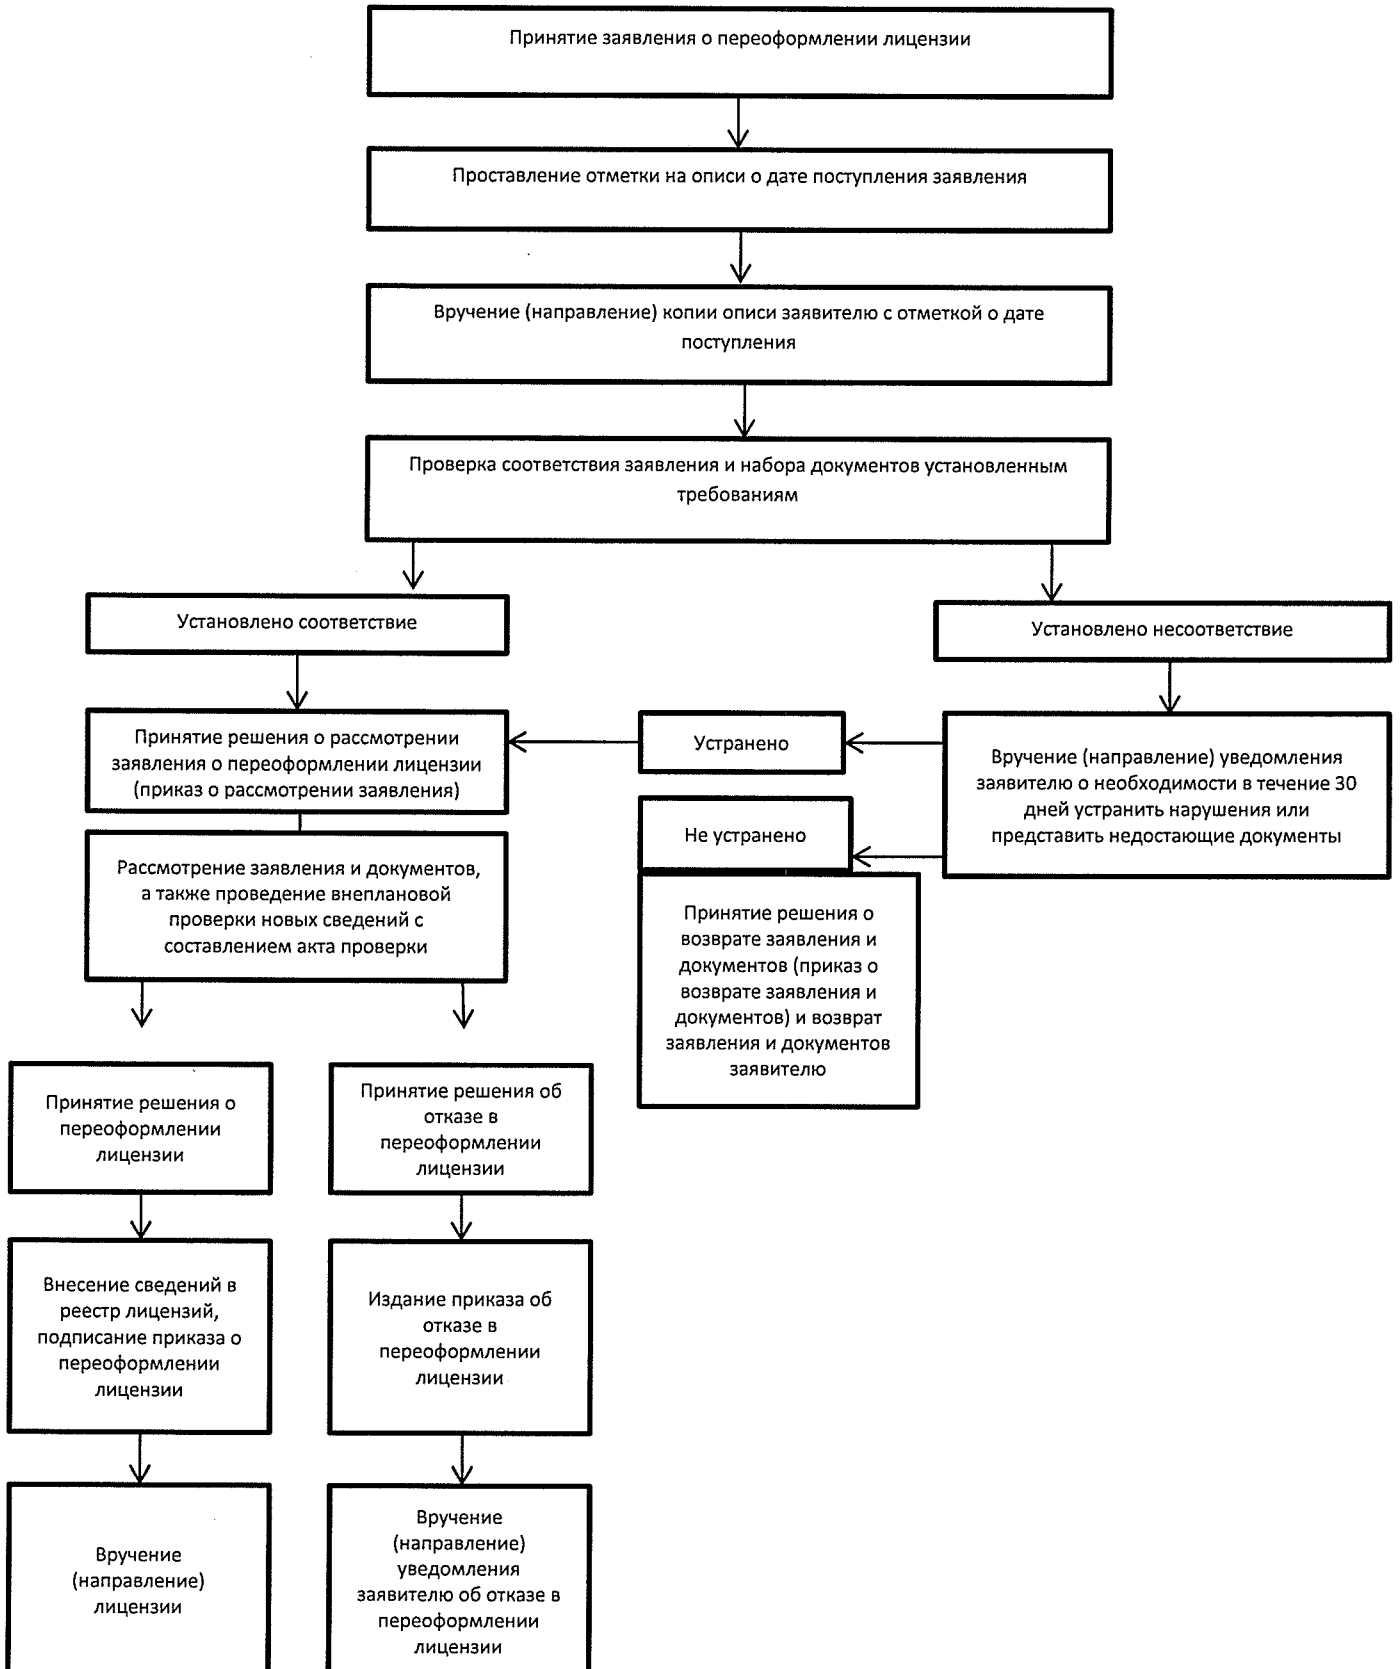 Принятие заявления о переоформлении лицензии
Проставление отметки на описи о дате поступления заявления
Вручение (направление) копии описи заявителю с отметкой о дате
поступления
Проверка соответствия заявления и набора документов установленным
требованиям
Установлено соответствие
Установлено несоответствие
Принятие решения о рассмотрении
заявления о переоформлении лицензии
(приказ о рассмотрении заявления)
Устранено
Вручение (направление) уведомления
заявителю о необходимости в течение 30
дней устранить нарушения или
представить недостающие документы
Не устранено
Рассмотрение заявления и документов,
а также проведение внеплановой
проверки новых сведений с
составлением акта проверки
Принятие решения о
возврате заявления и
документов (приказ о
возврате заявления и
документов) и возврат
заявления и документов
заявителю
Принятие решения о
переоформлении
лицензии
Принятие решения об
отказе в
переоформлении
лицензии
Внесение сведений в
реестр лицензий,
подписание приказа о
переоформлении
лицензии
Издание приказа об
отказе в
переоформлении
лицензии
Вручение
(направление)
лицензии
Вручение
(направление)
уведомления
заявителю об отказе в
переоформлении
лицензии